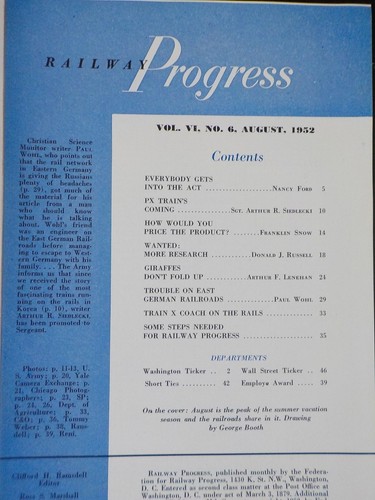 RAILWAY Progress
VOL. VI, NO. 6, AUGUST, 1952
Contents
EVERYBODY GETS
INTO THE ACT ..................... NANCY FORD 5
PX TRAIN'S
COMING ................ SGT. ARTHUR R. SIEBLECKI 10
HOW WOULD YOU
PRICE THE PRODUCT? ........ FRANKLIN SNOW 14
WANTED:
MORE RESEARCH ............ DONALD J. RUSSELL 18
GIRAFFES
DON'T FOLD UP ............. ARTHUR F. LENEHAN 24
TROUBLE ON EAST
GERMAN RAILROADS .............. PAUL WOHL 29
TRAIN X COACH ON THE RAILS ............... 33
SOME STEPS NEEDED
FOR RAILWAY PROGRESS ..................... 35
DEPARTMENTS
Washington Ticker .. 2 Wall Street Ticker .. 46
Short Ties .......... 42 Employe Award ..... 39
On the cover: August is the peak of the summer vacation
season and the railroads share in it. Drawing
by George Booth
RAILWAY PROGRESS, published monthly by the Federa-
tion for Railway Progress, 1430 K. St. N.W., Washington,
D. C. Entered as second class matter at the Post Office at
Washington, D. C. under act of March 3, 1879. Additional
Christian Science
Monitor writer PAUL
WOHL, who points out
that the rail network
in Eastern Germany
is giving the Russians
plenty of headaches
(p. 29), got much of
the material for his
article from a man
who should know
what he is talking
about. Wohl's friend
was an engineer on
the East German Rail-
roads before manag-
ing to escape to West-
ern Germany with his
family. . . . The Army
informs us that since
we received the story
of one of the most
fascinating trains run-
ning on the rails in
Korea (p. 10), writer
ARTHUR R. SIEBLECKI,
has been promoted to
Sergeant.
Photos: p. 11-12, U.
S. Army; p. 20, Yale
Camera Exchange; p.
21, Chicago Photog-
raphers; p. 23, SP;
p. 24, 26, Dept. of
Agriculture; p. 33,
C&O; p. 36, Tommy
Weber; p. 38, Rams-
dell; p. 39, Reni.
Clifford H. Ramsdell
Editor
Ross S. Marshall